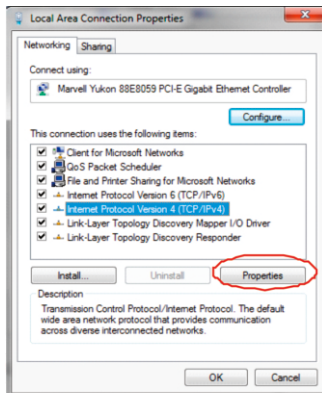 Local Area Connection Properties
Networking
Sharing
Connect using:
Marvell Yukon 88E8059 PCI-E Gigabit Ethernet Controller
Configure...
This connection uses the following items:
Client for Microsoft Networks
QoS Packet Scheduler
File and Printer Sharing for Microsoft Networks
Internet Protocol Version 6 (TCP/IPv6)
Internet Protocol Version 4 (TCP/IPv4)
Link-Layer Topology Discovery Mapper I/O Driver
Link-Layer Topology Discovery Responder
Install...
Uninstall
Properties
Description
Transmission Control Protocol/Internet Protocol. The default
wide area network protocol that provides communication
across diverse interconnected networks.
OK
Cancel